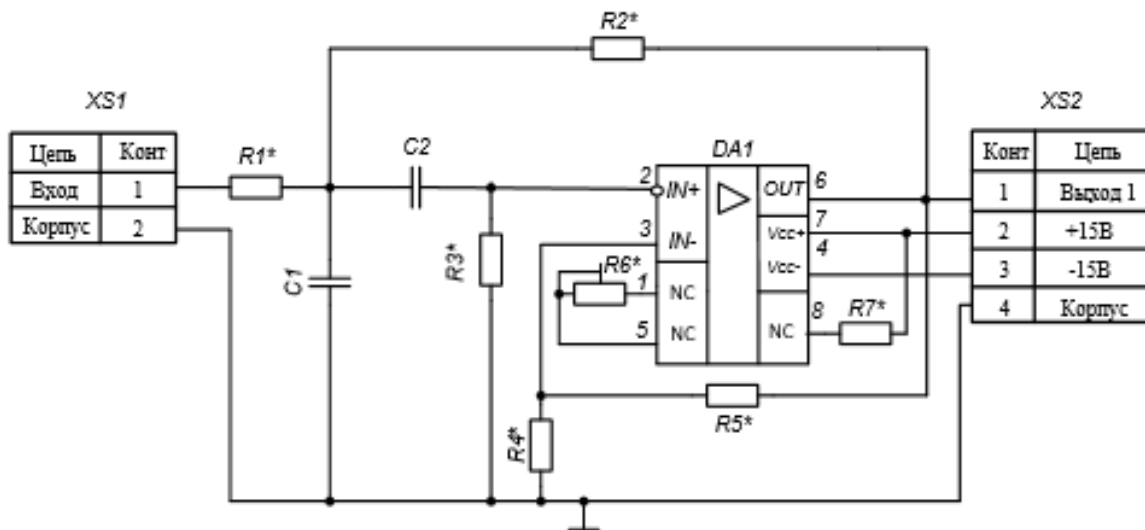 R2*
XS1
XS2
Цепь Конт
Вход 1
Корпус 2
R1*
C2
DA1
Конт Цепь
1 Выход 1
2 +15В
3 -15В
4 Корпус
2 IN+ OUT 6
3 IN- Vcc+ 7
Vcc- 4
R3*
C1
R6*
1 NC
5 NC
NC 8
R7*
R4*
R5*